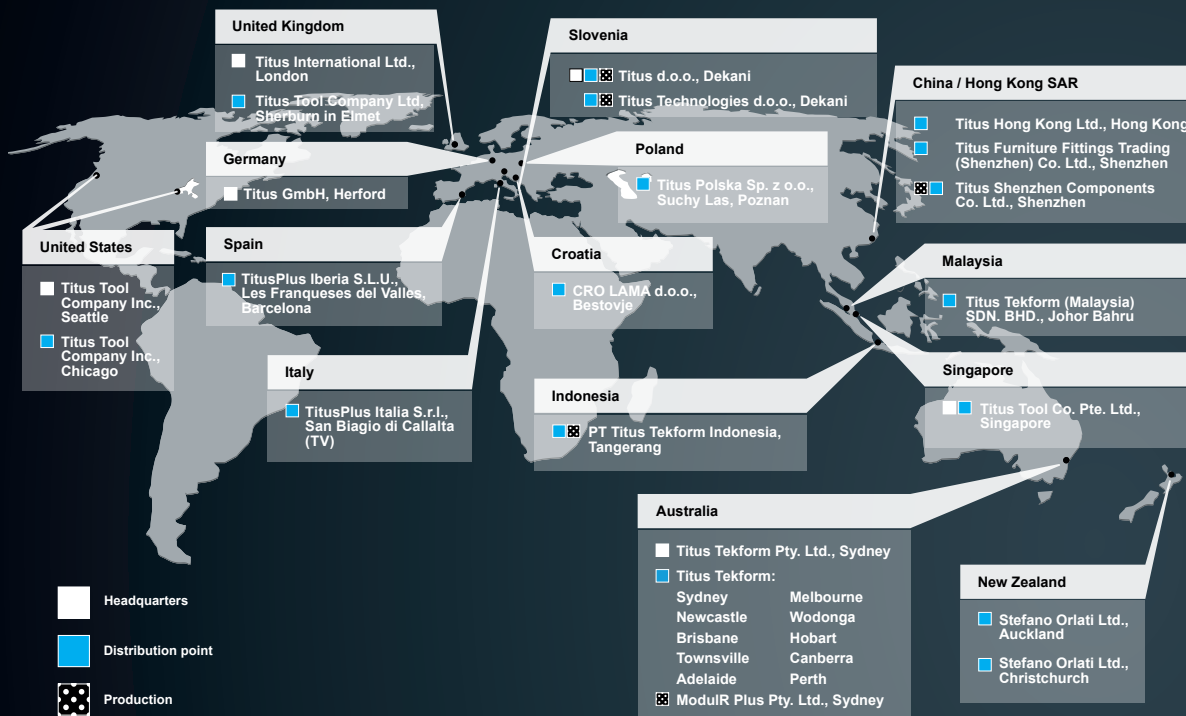 United Kingdom
Titus International Ltd.,
London
Titus Tool Company Ltd,
Sherburn in Elmet
Slovenia
Titus d.o.o., Dekani
Titus Technologies d.o.o., Dekani
China / Hong Kong SAR
Titus Hong Kong Ltd., Hong Kong
Titus Furniture Fittings Trading
(Shenzhen) Co. Ltd., Shenzhen
Titus Shenzhen Components
Co. Ltd., Shenzhen
Germany
Titus GmbH, Herford
Poland
Titus Polska Sp. z o.o.,
Suchy Las, Poznan
United States
Titus Tool
Company Inc.,
Seattle
Titus Tool
Company Inc.,
Chicago
Spain
TitusPlus Iberia S.L.U.,
Les Franqueses del Valles,
Barcelona
Croatia
CRO LAMA d.o.o.,
Bestovje
Malaysia
Titus Tekform (Malaysia)
SDN. BHD., Johor Bahru
Italy
TitusPlus Italia S.r.l.,
San Biagio di Callalta
(TV)
Indonesia
PT Titus Tekform Indonesia,
Tangerang
Singapore
Titus Tool Co. Pte. Ltd.,
Singapore
Australia
Titus Tekform Pty. Ltd., Sydney
Titus Tekform:
Sydney Melbourne
Newcastle Wodonga
Brisbane Hobart
Townsville Canberra
Adelaide Perth
ModulR Plus Pty. Ltd., Sydney
New Zealand
Stefano Orlati Ltd.,
Auckland
Stefano Orlati Ltd.,
Christchurch
Headquarters
Distribution point
Production